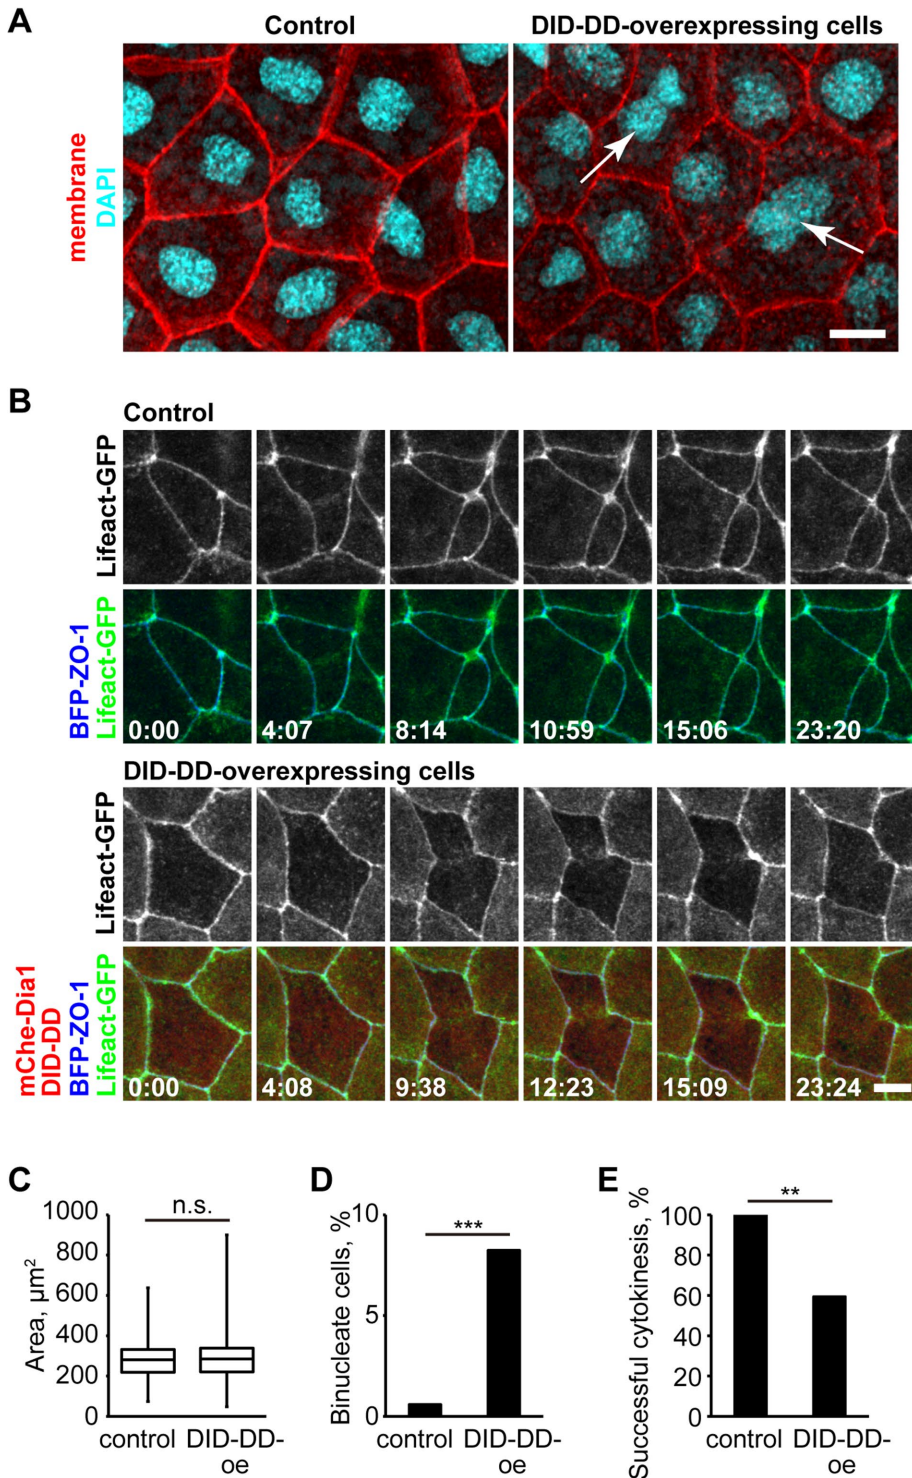 A
Control
DID-DD-overexpressing cells
membrane
DAPI
B
Control
Lifeact-GFP
BFP-ZO-1
Lifeact-GFP
0:00 4:07 8:14 10:59 15:06 23:20
DID-DD-overexpressing cells
Lifeact-GFP
mChe-Dia1
DID-DD
BFP-ZO-1
Lifeact-GFP
0:00 4:08 9:38 12:23 15:09 23:24
C
n.s.
Area, µm²
1000
800
600
400
200
0
control DID-DD-
oe
D
***
Binucleate cells, %
10
5
0
control DID-DD-
oe
E
**
Successful cytokinesis, %
100
80
60
40
20
0
control DID-DD-
oe